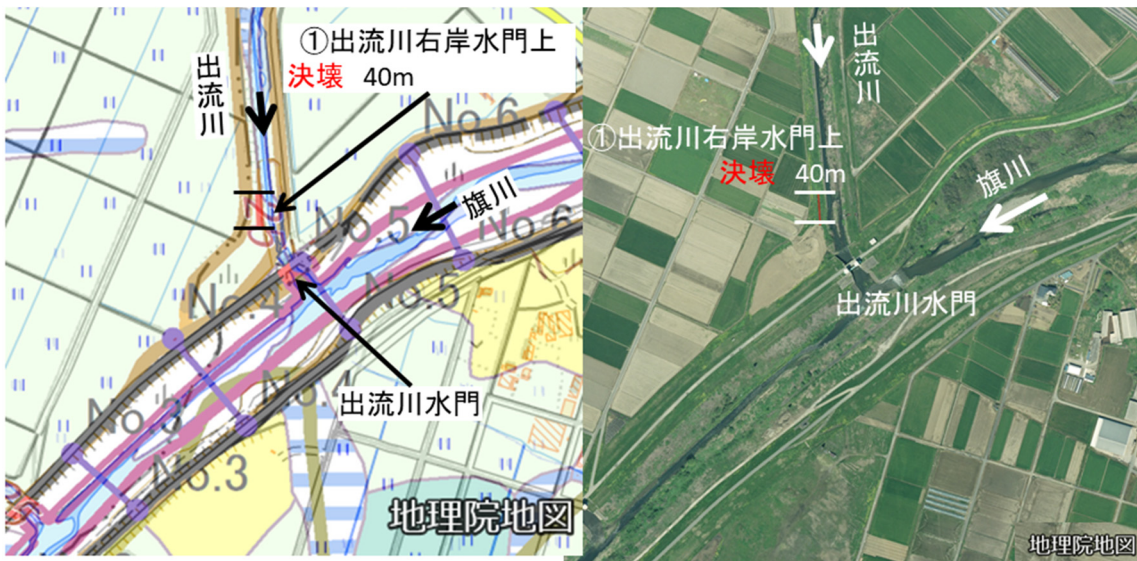 ①出流川右岸水門上
決壊 40m
出流川
No.6
旗川
No.5
No.6
No.5
No.4
No.3
No.3
出流川水門
地理院地図
出流川
①出流川右岸水門上
決壊 40m
旗川
出流川水門
地理院地図